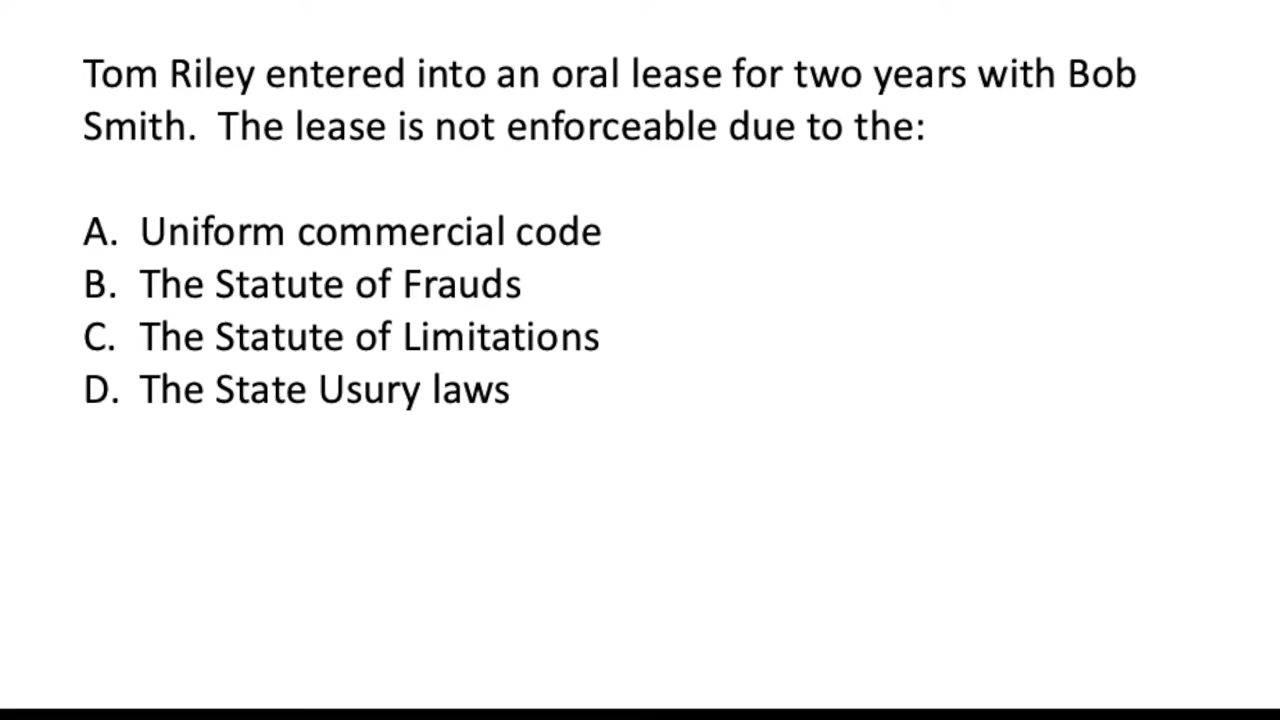 Tom Riley entered into an oral lease for two years with Bob
Smith.  The lease is not enforceable due to the:
A.  Uniform commercial code
B.  The Statute of Frauds
C.  The Statute of Limitations
D.  The State Usury laws